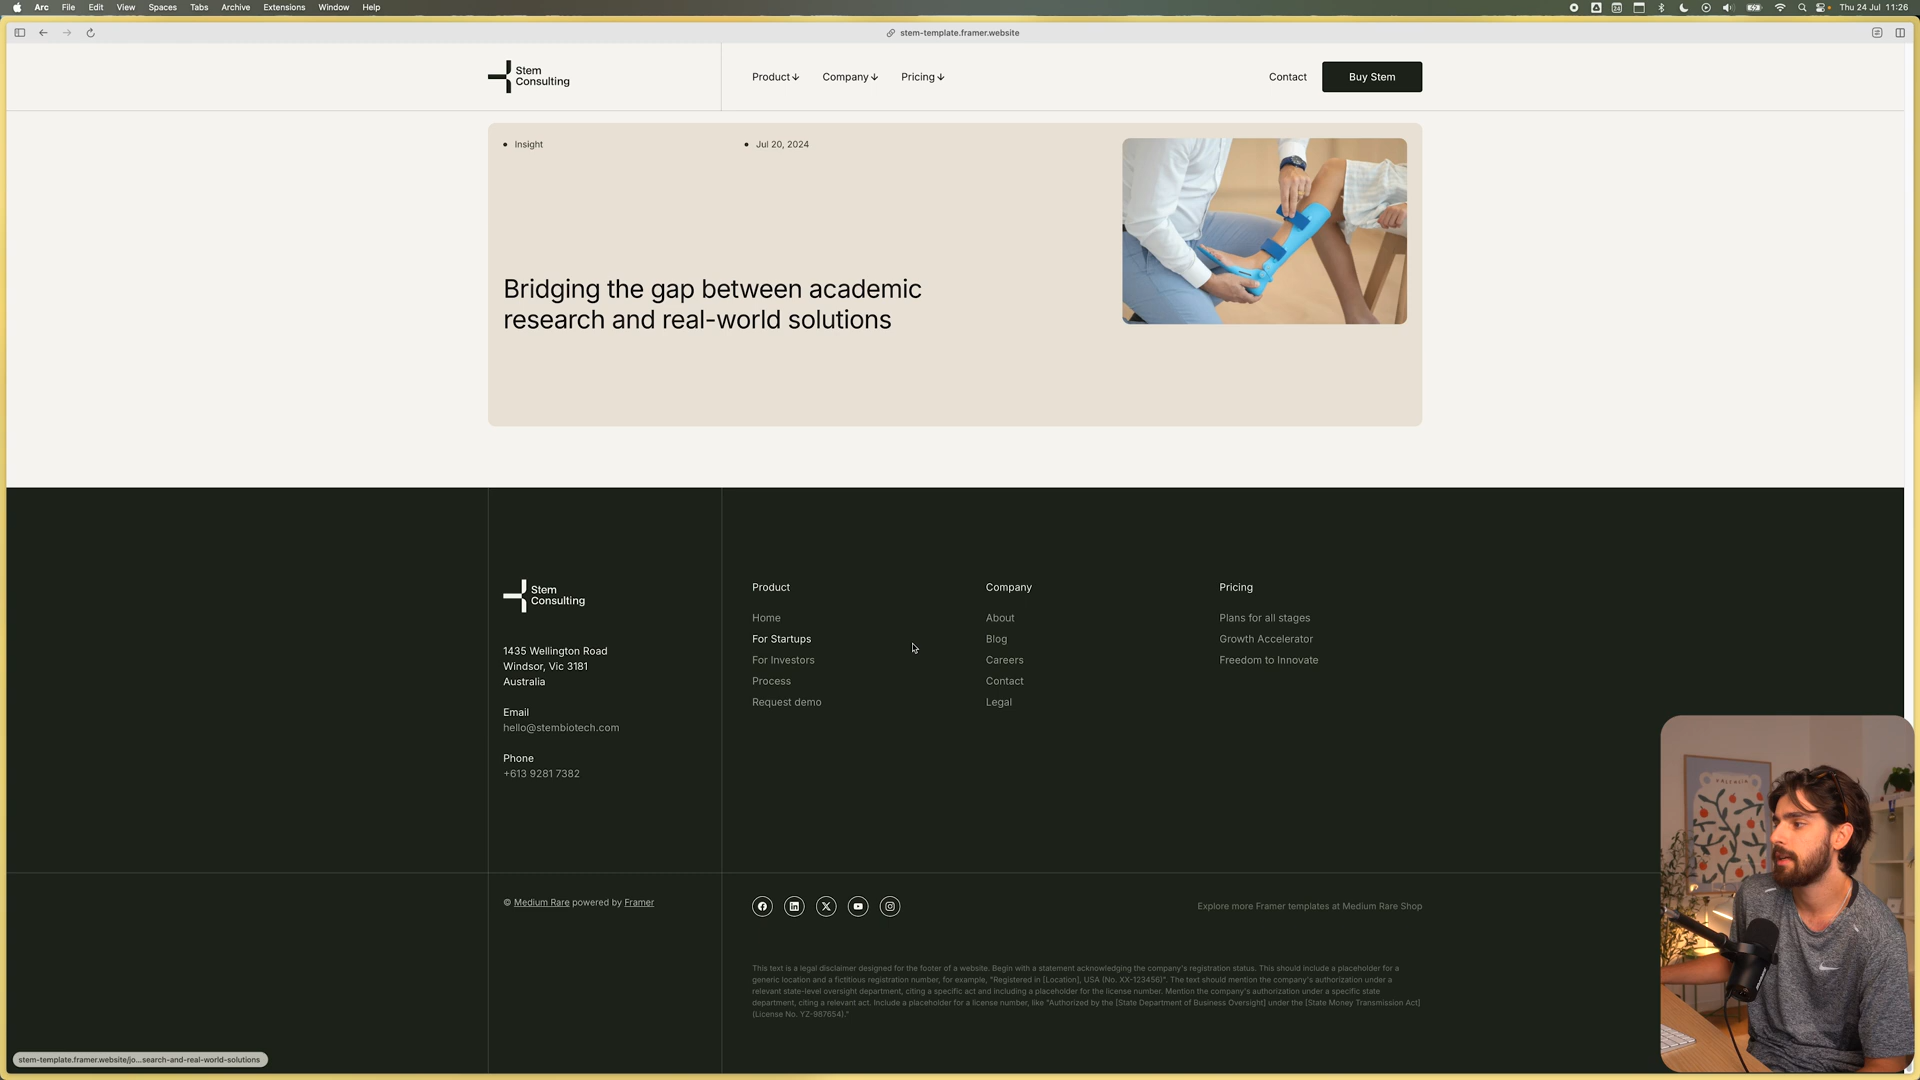 Arc File Edit View Spaces Tabs Archive Extensions Window Help
Thu 24 Jul 11:26
stem-template.framer.website
Stem
Consulting
Product Company Pricing
Contact
Buy Stem
Insight
Jul 20, 2024
Bridging the gap between academic
research and real-world solutions
Stem
Consulting
1435 Wellington Road
Windsor, Vic 3181
Australia
Email
hello@stembiotech.com
Phone
+613 9281 7382
Product
Home
For Startups
For Investors
Process
Request demo
Company
About
Blog
Careers
Contact
Legal
Pricing
Plans for all stages
Growth Accelerator
Freedom to Innovate
© Medium Rare powered by Framer
Explore more Framer templates at Medium Rare Shop
This text is a legal disclaimer designed for the footer of a website. Begin with a statement acknowledging the company's registration status. This should include a placeholder for a
generic location and a fictitious registration number, for example, "Registered in [Location], USA (No. XX-123456)". The text should mention the company's authorization under a
relevant state-level oversight department, citing a specific act and including a placeholder for the license number. Mention the company's authorization under a specific state
department, citing a relevant act. Include a placeholder for a license number, like "Authorized by the [State Department of Business Oversight] under the [State Money Transmission Act]
(License No. YZ-987654)."
stem-template.framer.website/jo...search-and-real-world-solutions